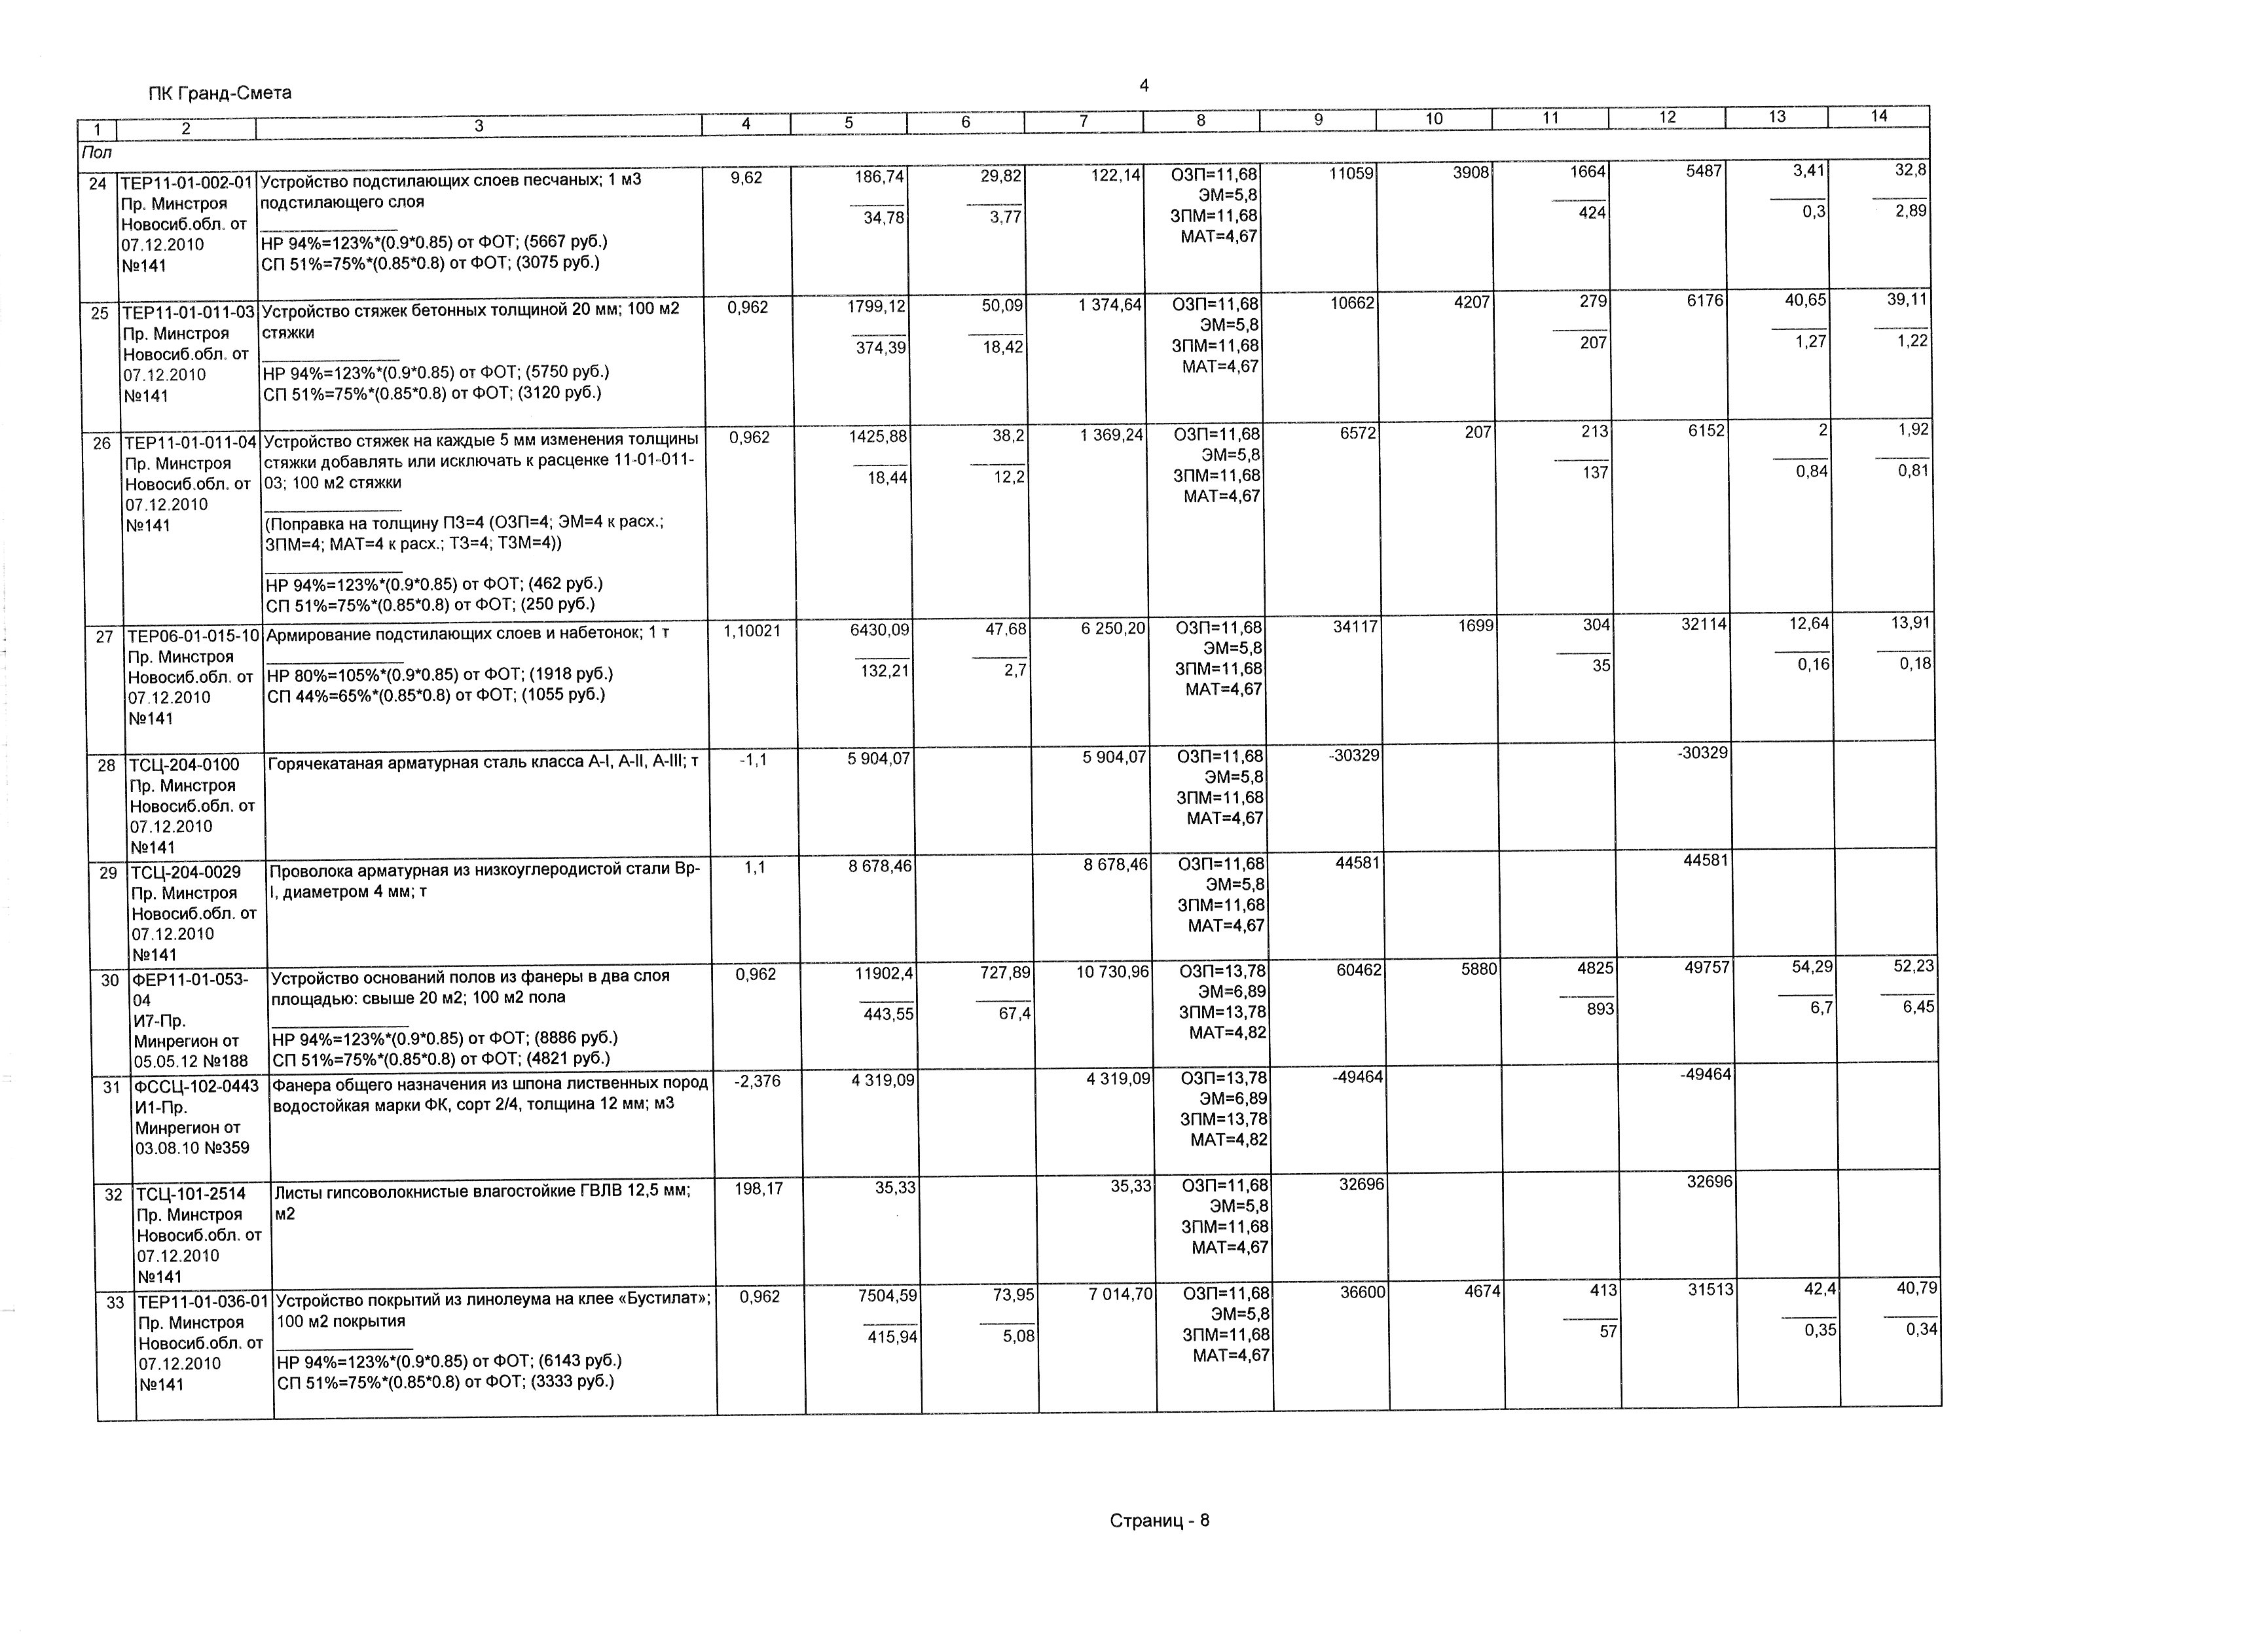 ПК Гранд-Смета
4
1 2 3 4 5 6 7 8 9 10 11 12 13 14
Пол
24 ТЕР11-01-002-01 Устройство подстилающих слоев песчаных; 1 м3 9,62 186,74 29,82 122,14 ОЗП=11,68 11059 3908 1664 5487 3,41 32,8
Пр. Минстроя подстилающего слоя ЭМ=5,8
Новосиб.обл. от 34,78 3,77 ЗПМ=11,68 424 0,3 2,89
07.12.2010 НР 94%=123%*(0.9*0.85) от ФОТ; (5667 руб.) МАТ=4,67
№141 СП 51%=75%*(0.85*0.8) от ФОТ; (3075 руб.)
25 ТЕР11-01-011-03 Устройство стяжек бетонных толщиной 20 мм; 100 м2 0,962 1799,12 50,09 1 374,64 ОЗП=11,68 10662 4207 279 6176 40,65 39,11
Пр. Минстроя стяжки ЭМ=5,8
Новосиб.обл. от 374,39 18,42 ЗПМ=11,68 207 1,27 1,22
07.12.2010 НР 94%=123%*(0.9*0.85) от ФОТ; (5750 руб.) МАТ=4,67
№141 СП 51%=75%*(0.85*0.8) от ФОТ; (3120 руб.)
26 ТЕР11-01-011-04 Устройство стяжек на каждые 5 мм изменения толщины 0,962 1425,88 38,2 1 369,24 ОЗП=11,68 6572 207 213 6152 2 1,92
Пр. Минстроя стяжки добавлять или исключать к расценке 11-01-011- ЭМ=5,8
Новосиб.обл. от 03; 100 м2 стяжки 18,44 12,2 ЗПМ=11,68 137 0,84 0,81
07.12.2010 МАТ=4,67
№141 (Поправка на толщину ПЗ=4 (ОЗП=4; ЭМ=4 к расх.;
ЗПМ=4; МАТ=4 к расх.; ТЗ=4; ТЗМ=4))
НР 94%=123%*(0.9*0.85) от ФОТ; (462 руб.)
СП 51%=75%*(0.85*0.8) от ФОТ; (250 руб.)
27 ТЕР06-01-015-10 Армирование подстилающих слоев и набетонок; 1 т 1,10021 6430,09 47,68 6 250,20 ОЗП=11,68 34117 1699 304 32114 12,64 13,91
Пр. Минстроя ЭМ=5,8
Новосиб.обл. от НР 80%=105%*(0.9*0.85) от ФОТ; (1918 руб.) 132,21 2,7 ЗПМ=11,68 35 0,16 0,18
07.12.2010 СП 44%=65%*(0.85*0.8) от ФОТ; (1055 руб.) МАТ=4,67
№141
28 ТСЦ-204-0100 Горячекатаная арматурная сталь класса А-I, А-II, А-III; т -1,1 5 904,07 5 904,07 ОЗП=11,68 -30329 -30329
Пр. Минстроя ЭМ=5,8
Новосиб.обл. от ЗПМ=11,68
07.12.2010 МАТ=4,67
№141
29 ТСЦ-204-0029 Проволока арматурная из низкоуглеродистой стали Вр- 1,1 8 678,46 8 678,46 ОЗП=11,68 44581 44581
Пр. Минстроя I, диаметром 4 мм; т ЭМ=5,8
Новосиб.обл. от ЗПМ=11,68
07.12.2010 МАТ=4,67
№141
30 ФЕР11-01-053- Устройство оснований полов из фанеры в два слоя 0,962 11902,4 727,89 10 730,96 ОЗП=13,78 60462 5880 4825 49757 54,29 52,23
04 площадью: свыше 20 м2; 100 м2 пола ЭМ=6,89
И7-Пр. 443,55 67,4 ЗПМ=13,78 893 6,7 6,45
Минрегион от НР 94%=123%*(0.9*0.85) от ФОТ; (8886 руб.) МАТ=4,82
05.05.12 №188 СП 51%=75%*(0.85*0.8) от ФОТ; (4821 руб.)
31 ФССЦ-102-0443 Фанера общего назначения из шпона лиственных пород -2,376 4 319,09 4 319,09 ОЗП=13,78 -49464 -49464
И1-Пр. водостойкая марки ФК, сорт 2/4, толщина 12 мм; м3 ЭМ=6,89
Минрегион от ЗПМ=13,78
03.08.10 №359 МАТ=4,82
32 ТСЦ-101-2514 Листы гипсоволокнистые влагостойкие ГВЛВ 12,5 мм; 198,17 35,33 35,33 ОЗП=11,68 32696 32696
Пр. Минстроя м2 ЭМ=5,8
Новосиб.обл. от ЗПМ=11,68
07.12.2010 МАТ=4,67
№141
33 ТЕР11-01-036-01 Устройство покрытий из линолеума на клее «Бустилат»; 0,962 7504,59 73,95 7 014,70 ОЗП=11,68 36600 4674 413 31513 42,4 40,79
Пр. Минстроя 100 м2 покрытия ЭМ=5,8
Новосиб.обл. от 415,94 5,08 ЗПМ=11,68 57 0,35 0,34
07.12.2010 НР 94%=123%*(0.9*0.85) от ФОТ; (6143 руб.) МАТ=4,67
№141 СП 51%=75%*(0.85*0.8) от ФОТ; (3333 руб.)
Страниц - 8